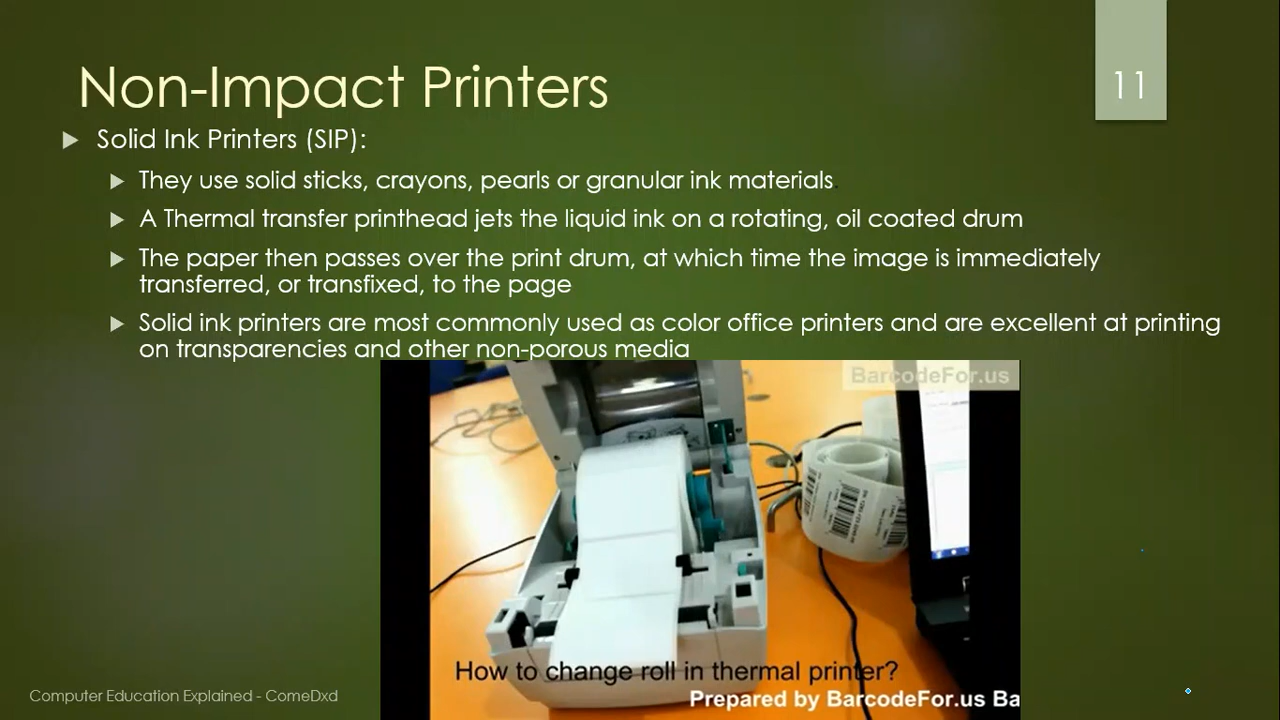 Non-Impact Printers
11
Solid Ink Printers (SIP):
They use solid sticks, crayons, pearls or granular ink materials.
A Thermal transfer printhead jets the liquid ink on a rotating, oil coated drum
The paper then passes over the print drum, at which time the image is immediately
transferred, or transfixed, to the page
Solid ink printers are most commonly used as color office printers and are excellent at printing
on transparencies and other non-porous media
BarcodeFor.us
How to change roll in thermal printer?
Prepared by BarcodeFor.us Ba
Computer Education Explained - ComeDxd